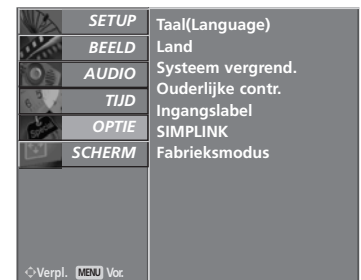 SETUP
BEELD
AUDIO
TIJD
OPTIE
SCHERM
Taal(Language)
Land
Systeem vergrend.
Ouderlijke contr.
Ingangslabel
SIMPLINK
Fabrieksmodus
Verpl. MENU Vor.